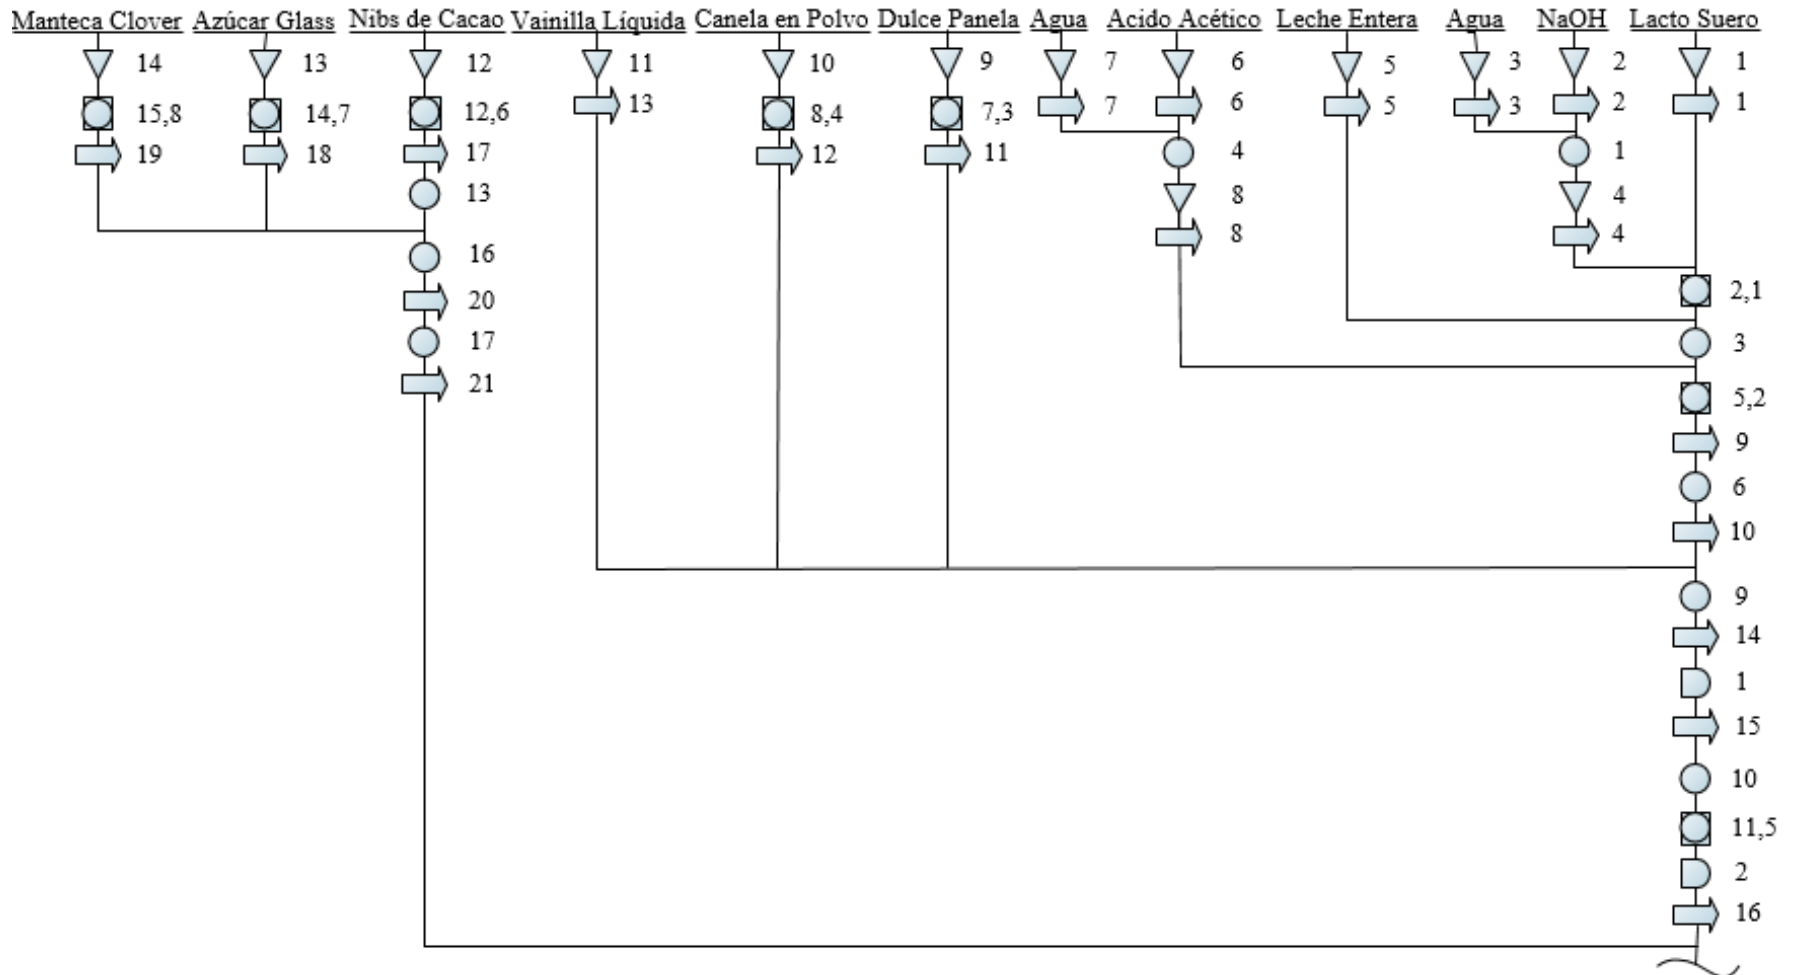 Manteca Clover Azúcar Glass Nibs de Cacao Vainilla Líquida Canela en Polvo Dulce Panela Agua Acido Acético Leche Entera Agua NaOH Lacto Suero
14 13 12 11 10 9 7 6 5 3 2 1
15,8 14,7 12,6 13 8,4 7,3 7 6 5 3 2 1
19 18 17 12 11 4 1
13 8 4
16 8 4
20 2,1
17 3
21 5,2
9
6
10
9
14
1
15
10
11,5
2
16